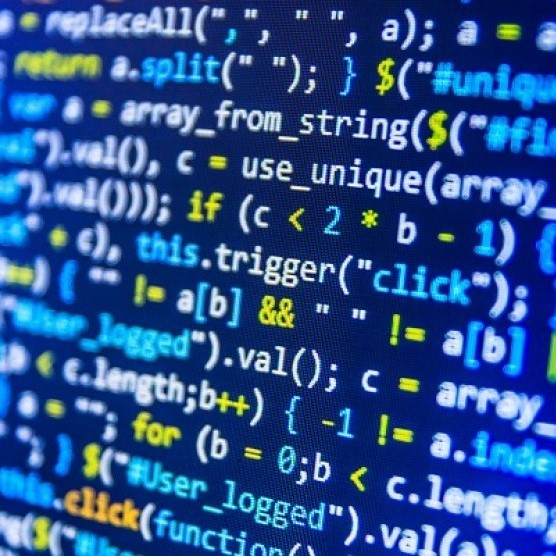 = replaceAll(",", " ", a); a = a
return a.split(" "); } $("#uniqu
var a = array_from_string($("#fi
").val(), c = use_unique(array_
").val())); if (c < 2 * b - 1) {
" + c), this.trigger("click");
++) { "" != a[b] && " " != a[b]
"#User_logged").val(); c = array_
b < c.length;b++) { -1 != a.inde
a = ""; for (b = 0;b < c.length
"; } $("#User_logged").val(a
this.click(function()
($("#User